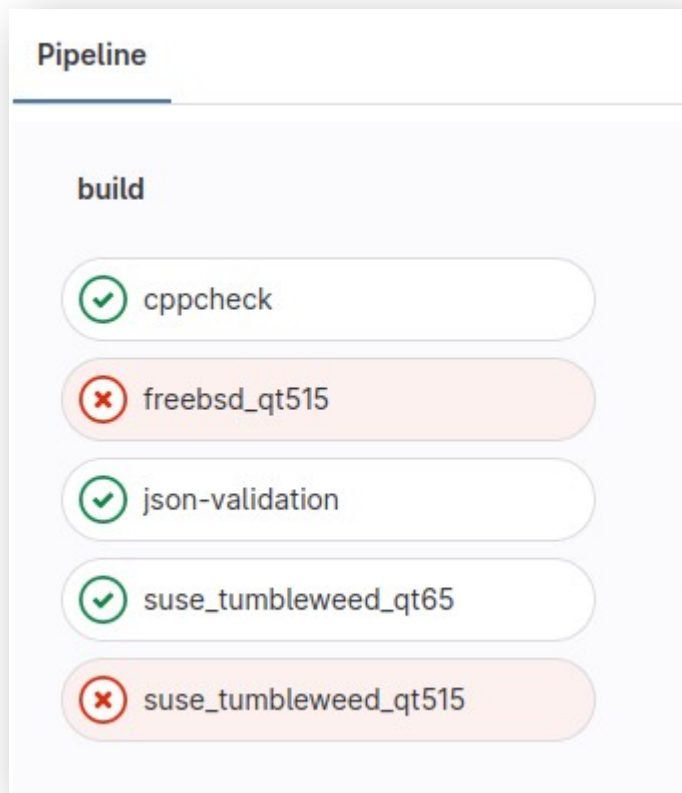 Pipeline
build
cppcheck
freebsd_qt515
json-validation
suse_tumbleweed_qt65
suse_tumbleweed_qt515